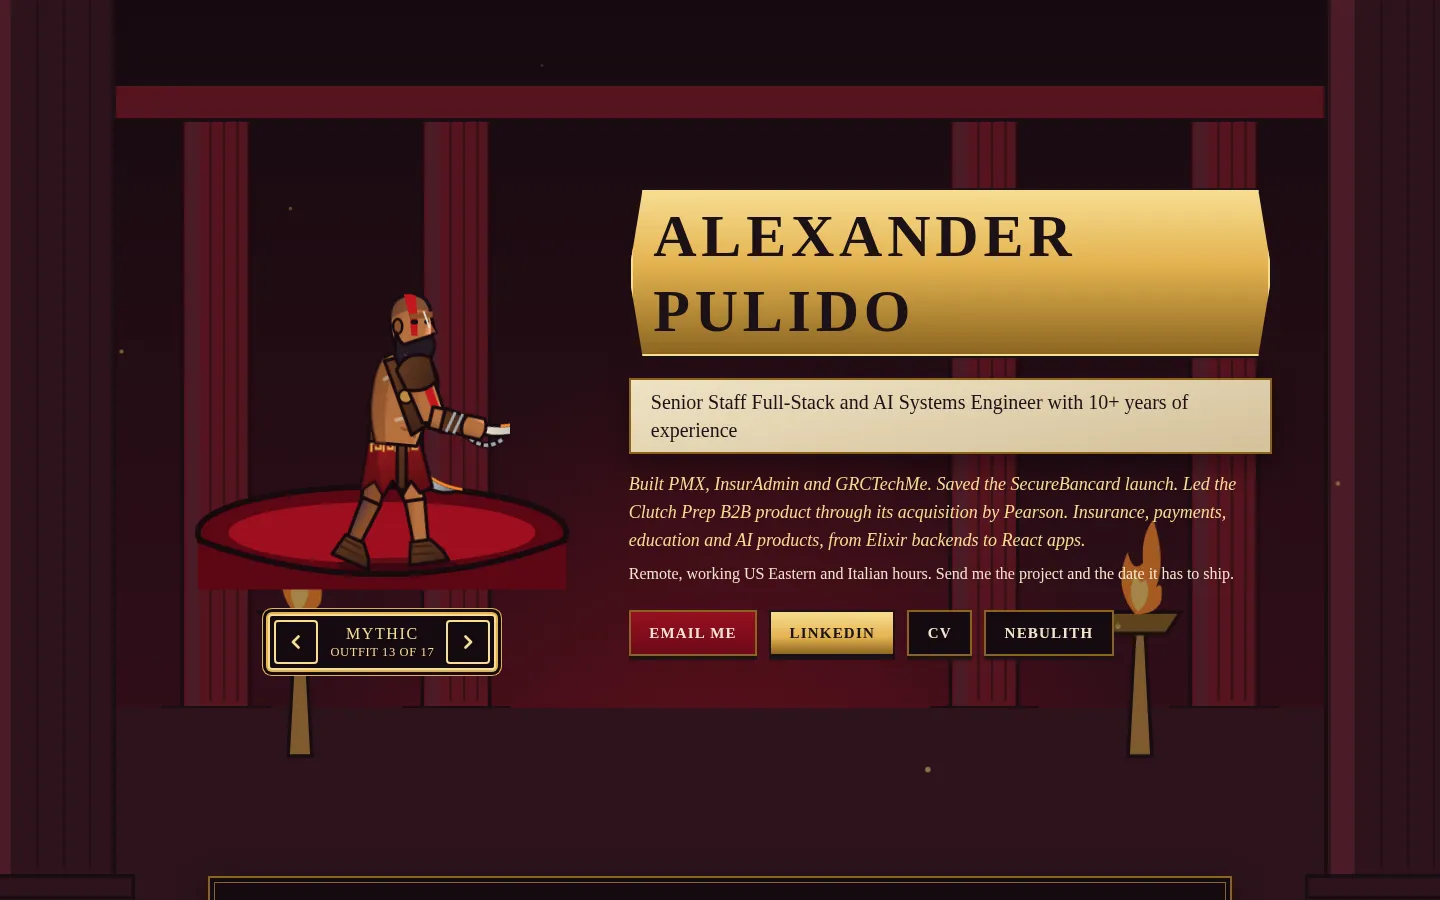 ALEXANDER
PULIDO
Senior Staff Full-Stack and AI Systems Engineer with 10+ years of
experience
Built PMX, InsurAdmin and GRCTechMe. Saved the SecureBancard launch. Led the
Clutch Prep B2B product through its acquisition by Pearson. Insurance, payments,
education and AI products, from Elixir backends to React apps.
Remote, working US Eastern and Italian hours. Send me the project and the date it has to ship.
EMAIL ME LINKEDIN CV NEBULITH
MYTHIC
OUTFIT 13 OF 17